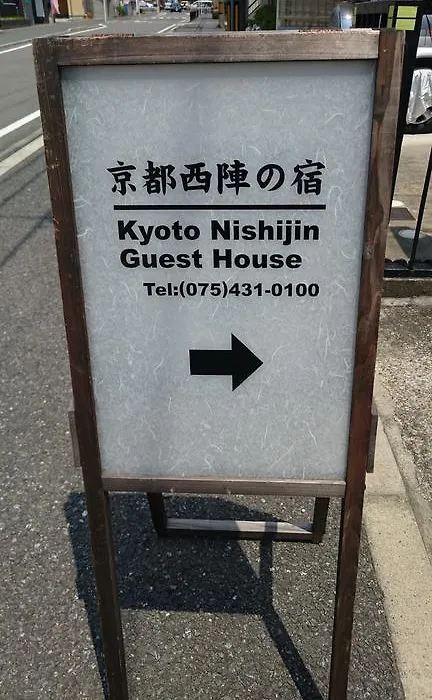 京都西陣の宿
Kyoto Nishijin
Guest House
Tel:(075)431-0100